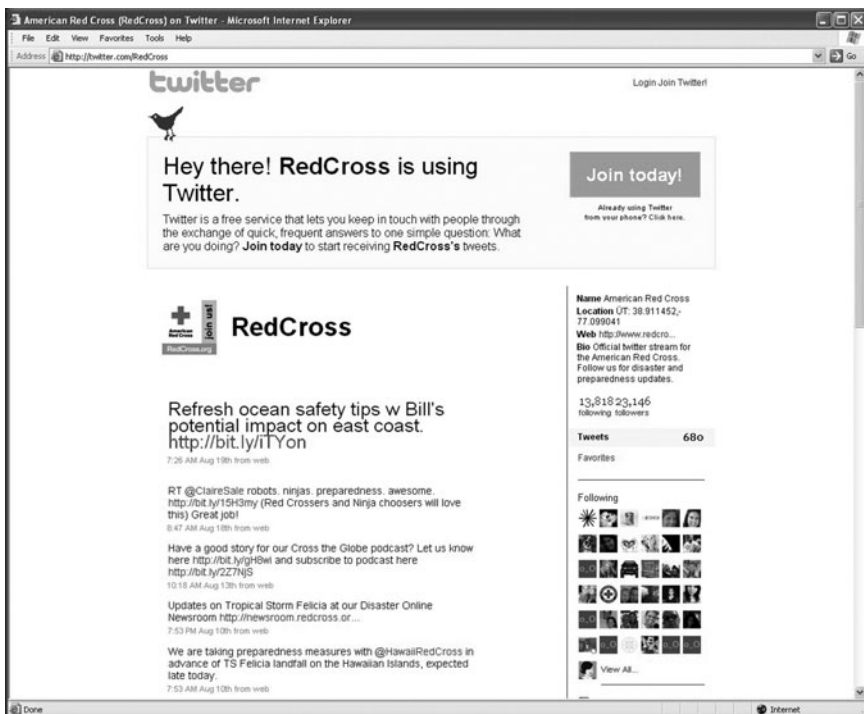 American Red Cross (RedCross) on Twitter - Microsoft Internet Explorer
File Edit View Favorites Tools Help
Address http://twitter.com/RedCross Go
twitter
Login Join Twitter!
Hey there! RedCross is using
Twitter.
Twitter is a free service that lets you keep in touch with people through
the exchange of quick, frequent answers to one simple question: What
are you doing? Join today to start receiving RedCross's tweets.
Join today!
Already using Twitter
from your phone? Click here.
American
Red Cross
join us!
RedCross.org
RedCross
Refresh ocean safety tips w Bill's
potential impact on east coast.
http://bit.ly/iTYon
7:26 AM Aug 19th from web
RT @ClaireSale robots. ninjas. preparedness. awesome.
http://bit.ly/15H3my (Red Crossers and Ninja choosers will love
this) Great job!
8:47 AM Aug 18th from web
Have a good story for our Cross the Globe podcast? Let us know
here http://bit.ly/gH8wi and subscribe to podcast here
http://bit.ly/2Z7NjS
10:18 AM Aug 13th from web
Updates on Tropical Storm Felicia at our Disaster Online
Newsroom http://newsroom.redcross.or...
7:53 PM Aug 10th from web
We are taking preparedness measures with @HawaiiRedCross in
advance of TS Felicia landfall on the Hawaiian Islands, expected
late today.
7:53 AM Aug 10th from web
Name American Red Cross
Location ÜT: 38.911452,-
77.099041
Web http://www.redcro...
Bio Official twitter stream for
the American Red Cross.
Follow us for disaster and
preparedness updates.
13,818 23,146
following followers
Tweets 680
Favorites
Following
View All...
Done
Internet